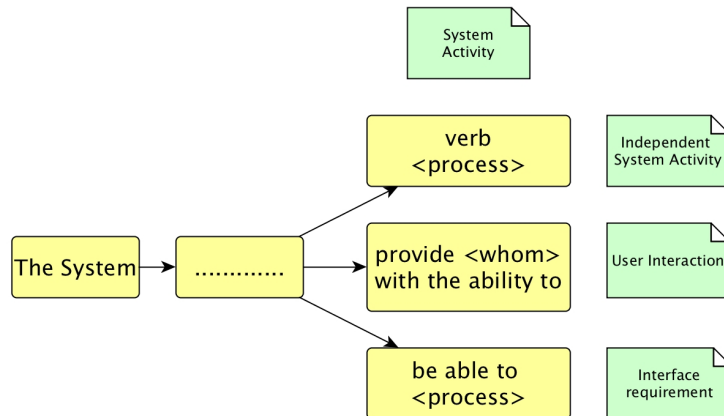 System
Activity
verb
<process>
Independent
System Activity
The System
.............
provide <whom>
with the ability to
User Interaction
be able to
<process>
Interface
requirement